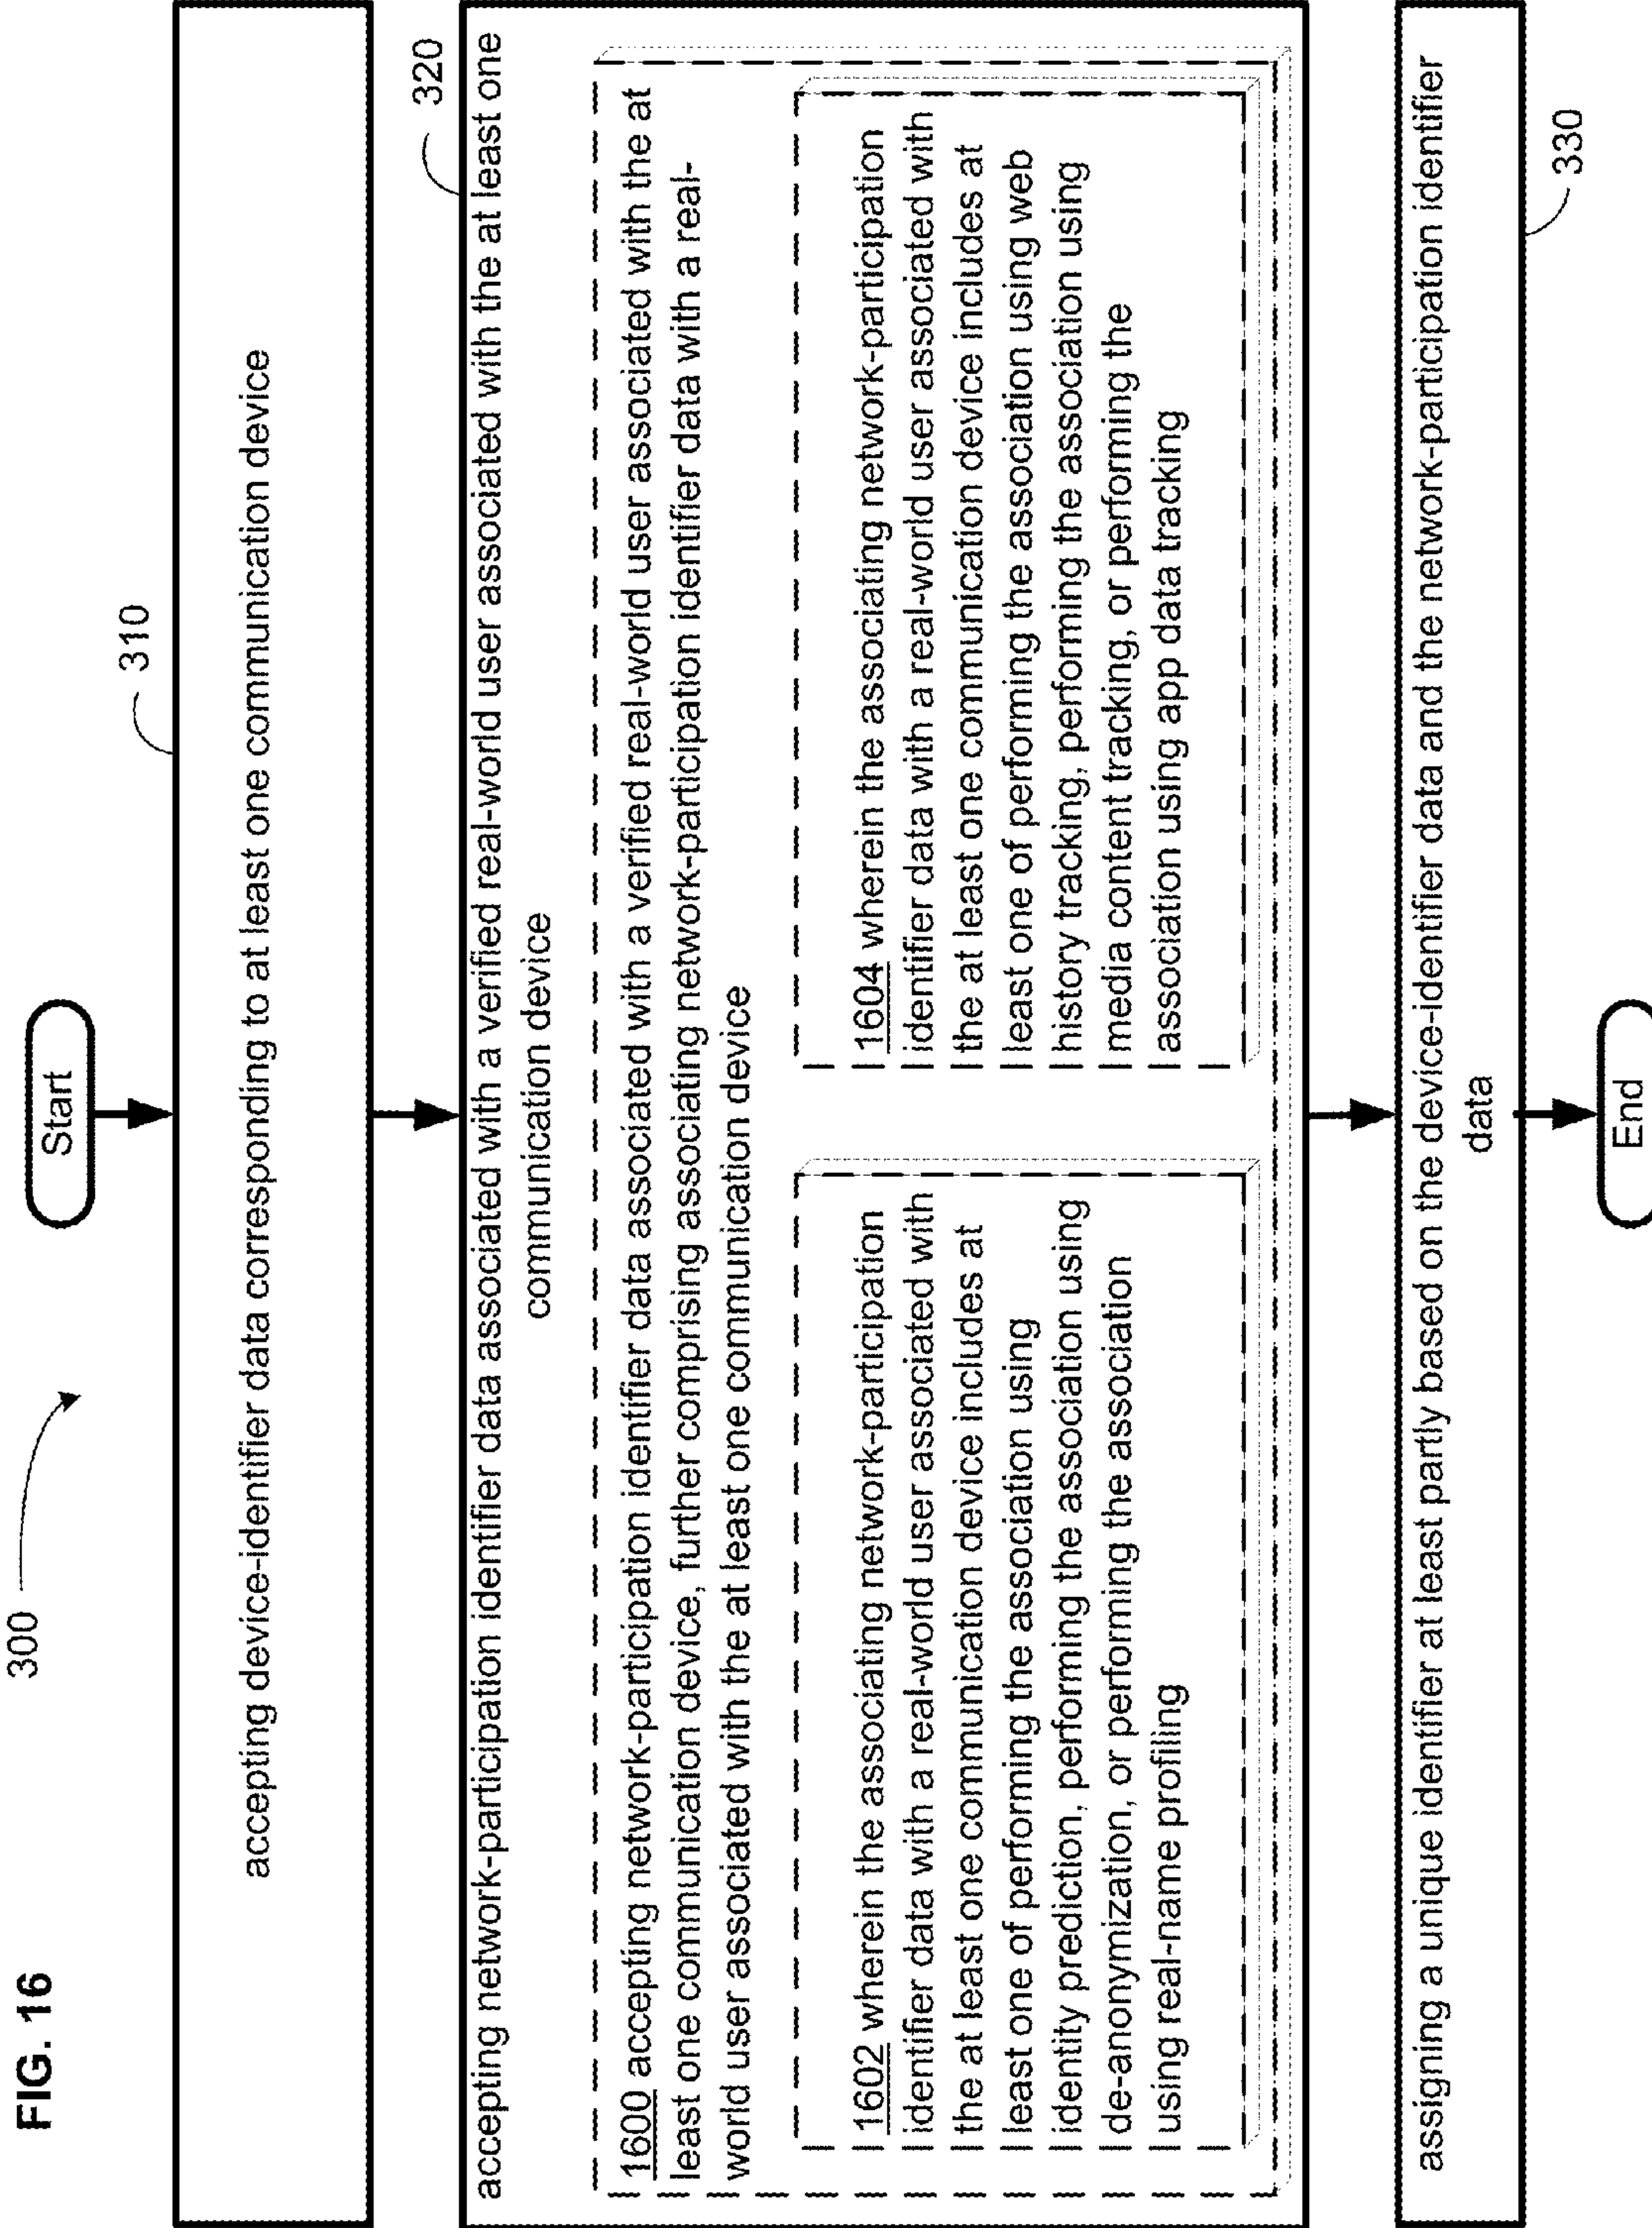 FIG. 16
300
Start
310
accepting device-identifier data corresponding to at least one communication device
320
accepting network-participation identifier data associated with a verified real-world user associated with the at least one
communication device
1600 accepting network-participation identifier data associated with a verified real-world user associated with the at
least one communication device, further comprising associating network-participation identifier data with a real-
world user associated with the at least one communication device
1602 wherein the associating network-participation
identifier data with a real-world user associated with
the at least one communication device includes at
least one of performing the association using
identity prediction, performing the association using
de-anonymization, or performing the association
using real-name profiling
1604 wherein the associating network-participation
identifier data with a real-world user associated with
the at least one communication device includes at
least one of performing the association using web
history tracking, performing the association using
media content tracking, or performing the
association using app data tracking
assigning a unique identifier at least partly based on the device-identifier data and the network-participation identifier
data
330
End